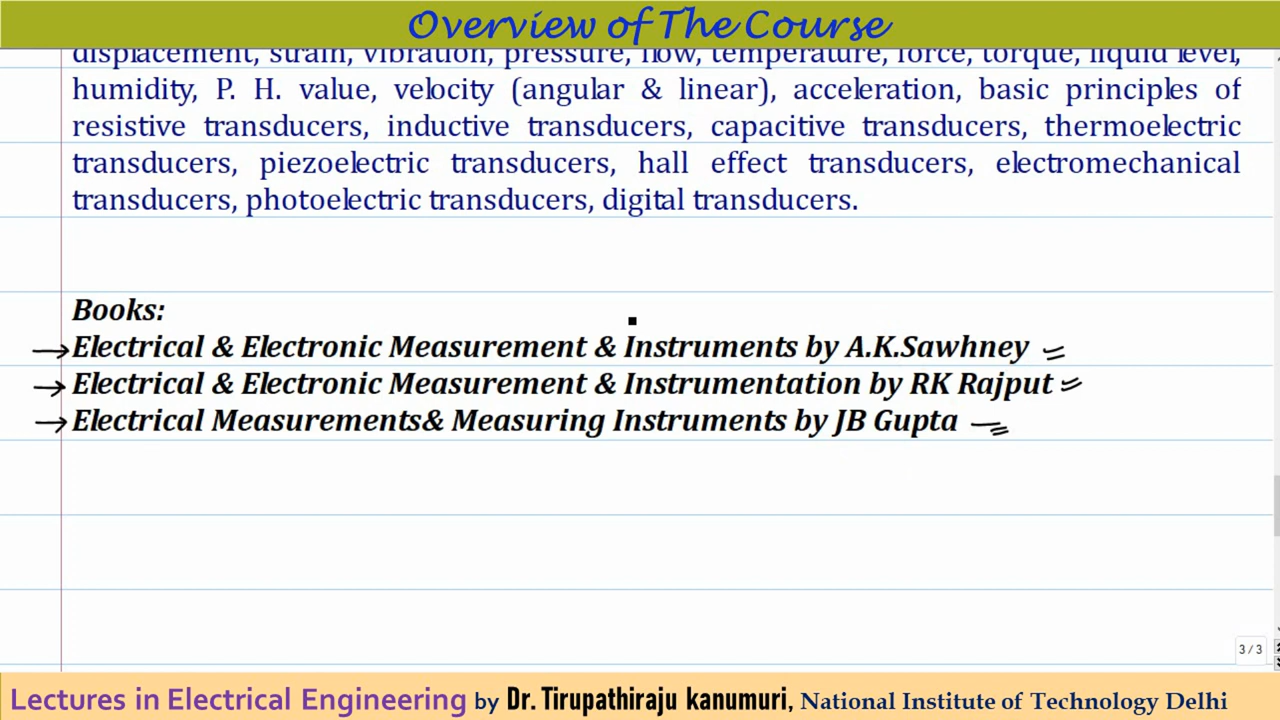 Overview of The Course
displacement, strain, vibration, pressure, flow, temperature, force, torque, liquid level,
humidity, P. H. value, velocity (angular & linear), acceleration, basic principles of
resistive transducers, inductive transducers, capacitive transducers, thermoelectric
transducers, piezoelectric transducers, hall effect transducers, electromechanical
transducers, photoelectric transducers, digital transducers.
Books:
Electrical & Electronic Measurement & Instruments by A.K.Sawhney
Electrical & Electronic Measurement & Instrumentation by RK Rajput
Electrical Measurements& Measuring Instruments by JB Gupta
3 / 3
Lectures in Electrical Engineering by Dr. Tirupathiraju kanumuri, National Institute of Technology Delhi